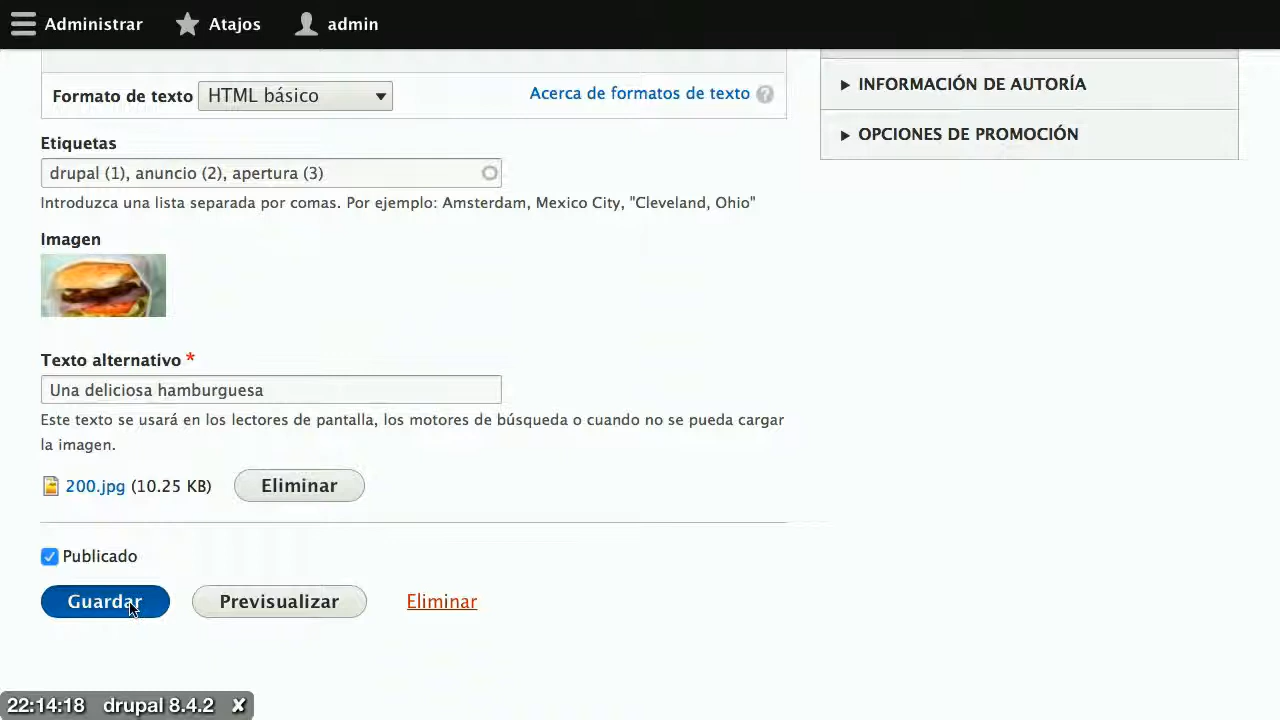 Administrar Atajos admin
Formato de texto HTML básico Acerca de formatos de texto ?
INFORMACIÓN DE AUTORÍA
OPCIONES DE PROMOCIÓN
Etiquetas
drupal (1), anuncio (2), apertura (3)
Introduzca una lista separada por comas. Por ejemplo: Amsterdam, Mexico City, "Cleveland, Ohio"
Imagen
Texto alternativo *
Una deliciosa hamburguesa
Este texto se usará en los lectores de pantalla, los motores de búsqueda o cuando no se pueda cargar
la imagen.
200.jpg (10.25 KB) Eliminar
Publicado
Guardar Previsualizar Eliminar
22:14:18 drupal 8.4.2 ✘